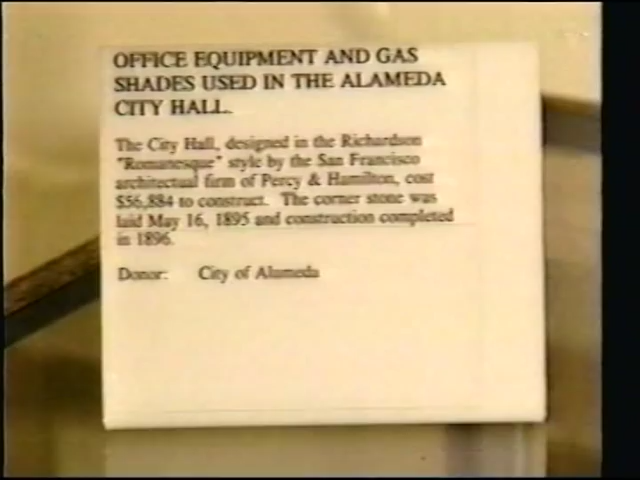 OFFICE EQUIPMENT AND GAS
SHADES USED IN THE ALAMEDA
CITY HALL.
The City Hall, designed in the Richardson
"Romanesque" style by the San Francisco
architectual firm of Percy & Hamilton, cost
$56,884 to construct. The corner stone was
laid May 16, 1895 and construction completed
in 1896.
Donor: City of Alameda